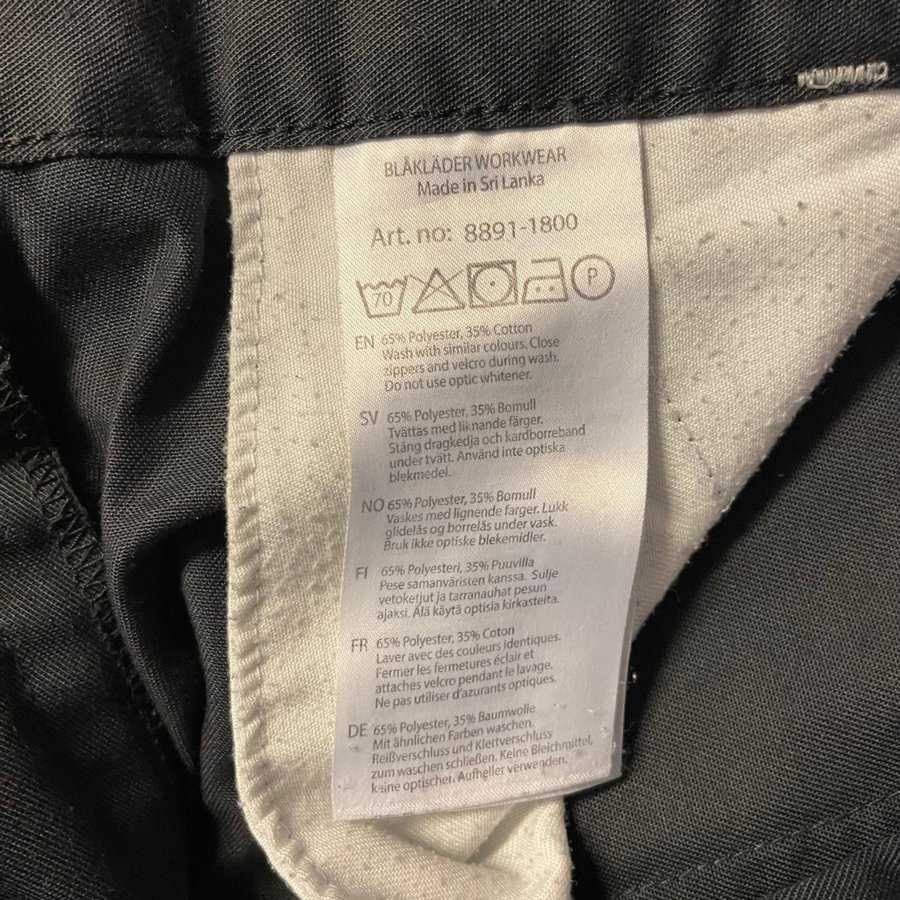 BLÅKLÄDER WORKWEAR
Made in Sri Lanka
Art. no: 8891-1800
70 P
EN 65% Polyester, 35% Cotton
Wash with similar colours. Close
zippers and velcro during wash.
Do not use optic whitener.
SV 65% Polyester, 35% Bomull
Tvättas med liknande färger.
Stäng dragkedja och kardborreband
under tvätt. Använd inte optiska
blekmedel.
NO 65% Polyester, 35% Bomull
Vaskes med lignende farger. Lukk
glidelås og borrelås under vask.
Bruk ikke optiske blekemidler.
FI 65% Polyesteri, 35% Puuvilla
Pese samanväristen kanssa. Sulje
vetoketjut ja tarranauhat pesun
ajaksi. Älä käytä optisia kirkasteita.
FR 65% Polyester, 35% Coton
Laver avec des couleurs identiques.
Fermer les fermetures éclair et
attaches velcro pendant le lavage.
Ne pas utiliser d'azurants optiques.
DE 65% Polyester, 35% Baumwolle
Mit ähnlichen Farben waschen.
Reißverschluss und Klettverschluss
zum waschen schließen. Keine Bleichmittel,
keine optischer Aufheller verwenden.